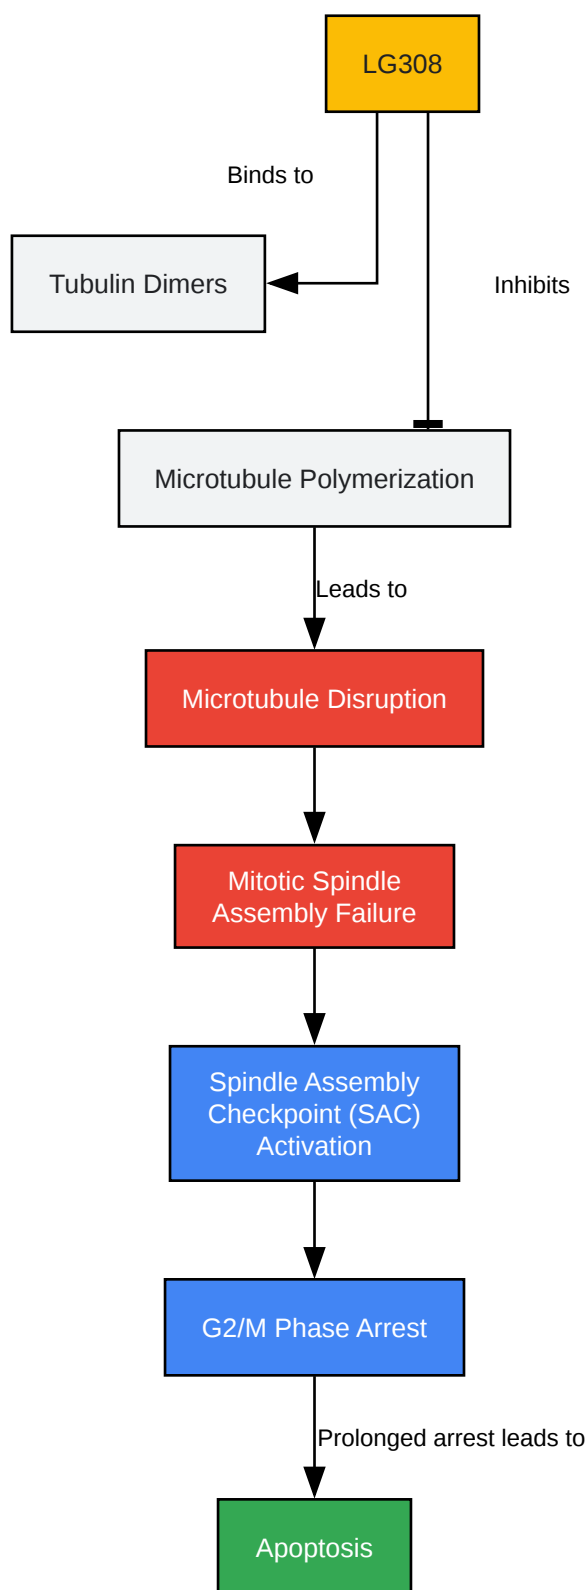 LG308
Binds to
Tubulin Dimers
Inhibits
Microtubule Polymerization
Leads to
Microtubule Disruption
Mitotic Spindle
Assembly Failure
Spindle Assembly
Checkpoint (SAC)
Activation
G2/M Phase Arrest
Prolonged arrest leads to
Apoptosis